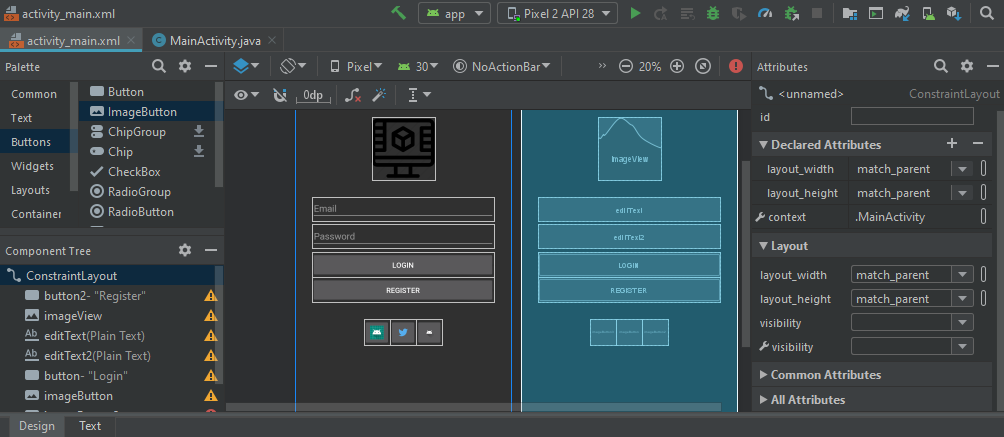 activity_main.xml
app
Pixel 2 API 28
activity_main.xml
MainActivity.java
Palette
Common
Text
Buttons
Widgets
Layouts
Container
Button
ImageButton
ChipGroup
Chip
CheckBox
RadioGroup
RadioButton
Component Tree
ConstraintLayout
button2- "Register"
imageView
Ab editText(Plain Text)
Ab editText2(Plain Text)
button- "Login"
imageButton
Pixel
30
NoActionBar
20%
0dp
Email
Password
LOGIN
REGISTER
ImageView
editText
editText2
LOGIN
REGISTER
Attributes
<unnamed> ConstraintLayout
id
Declared Attributes
layout_width match_parent
layout_height match_parent
context .MainActivity
Layout
layout_width match_parent
layout_height match_parent
visibility
visibility
Common Attributes
All Attributes
Design Text